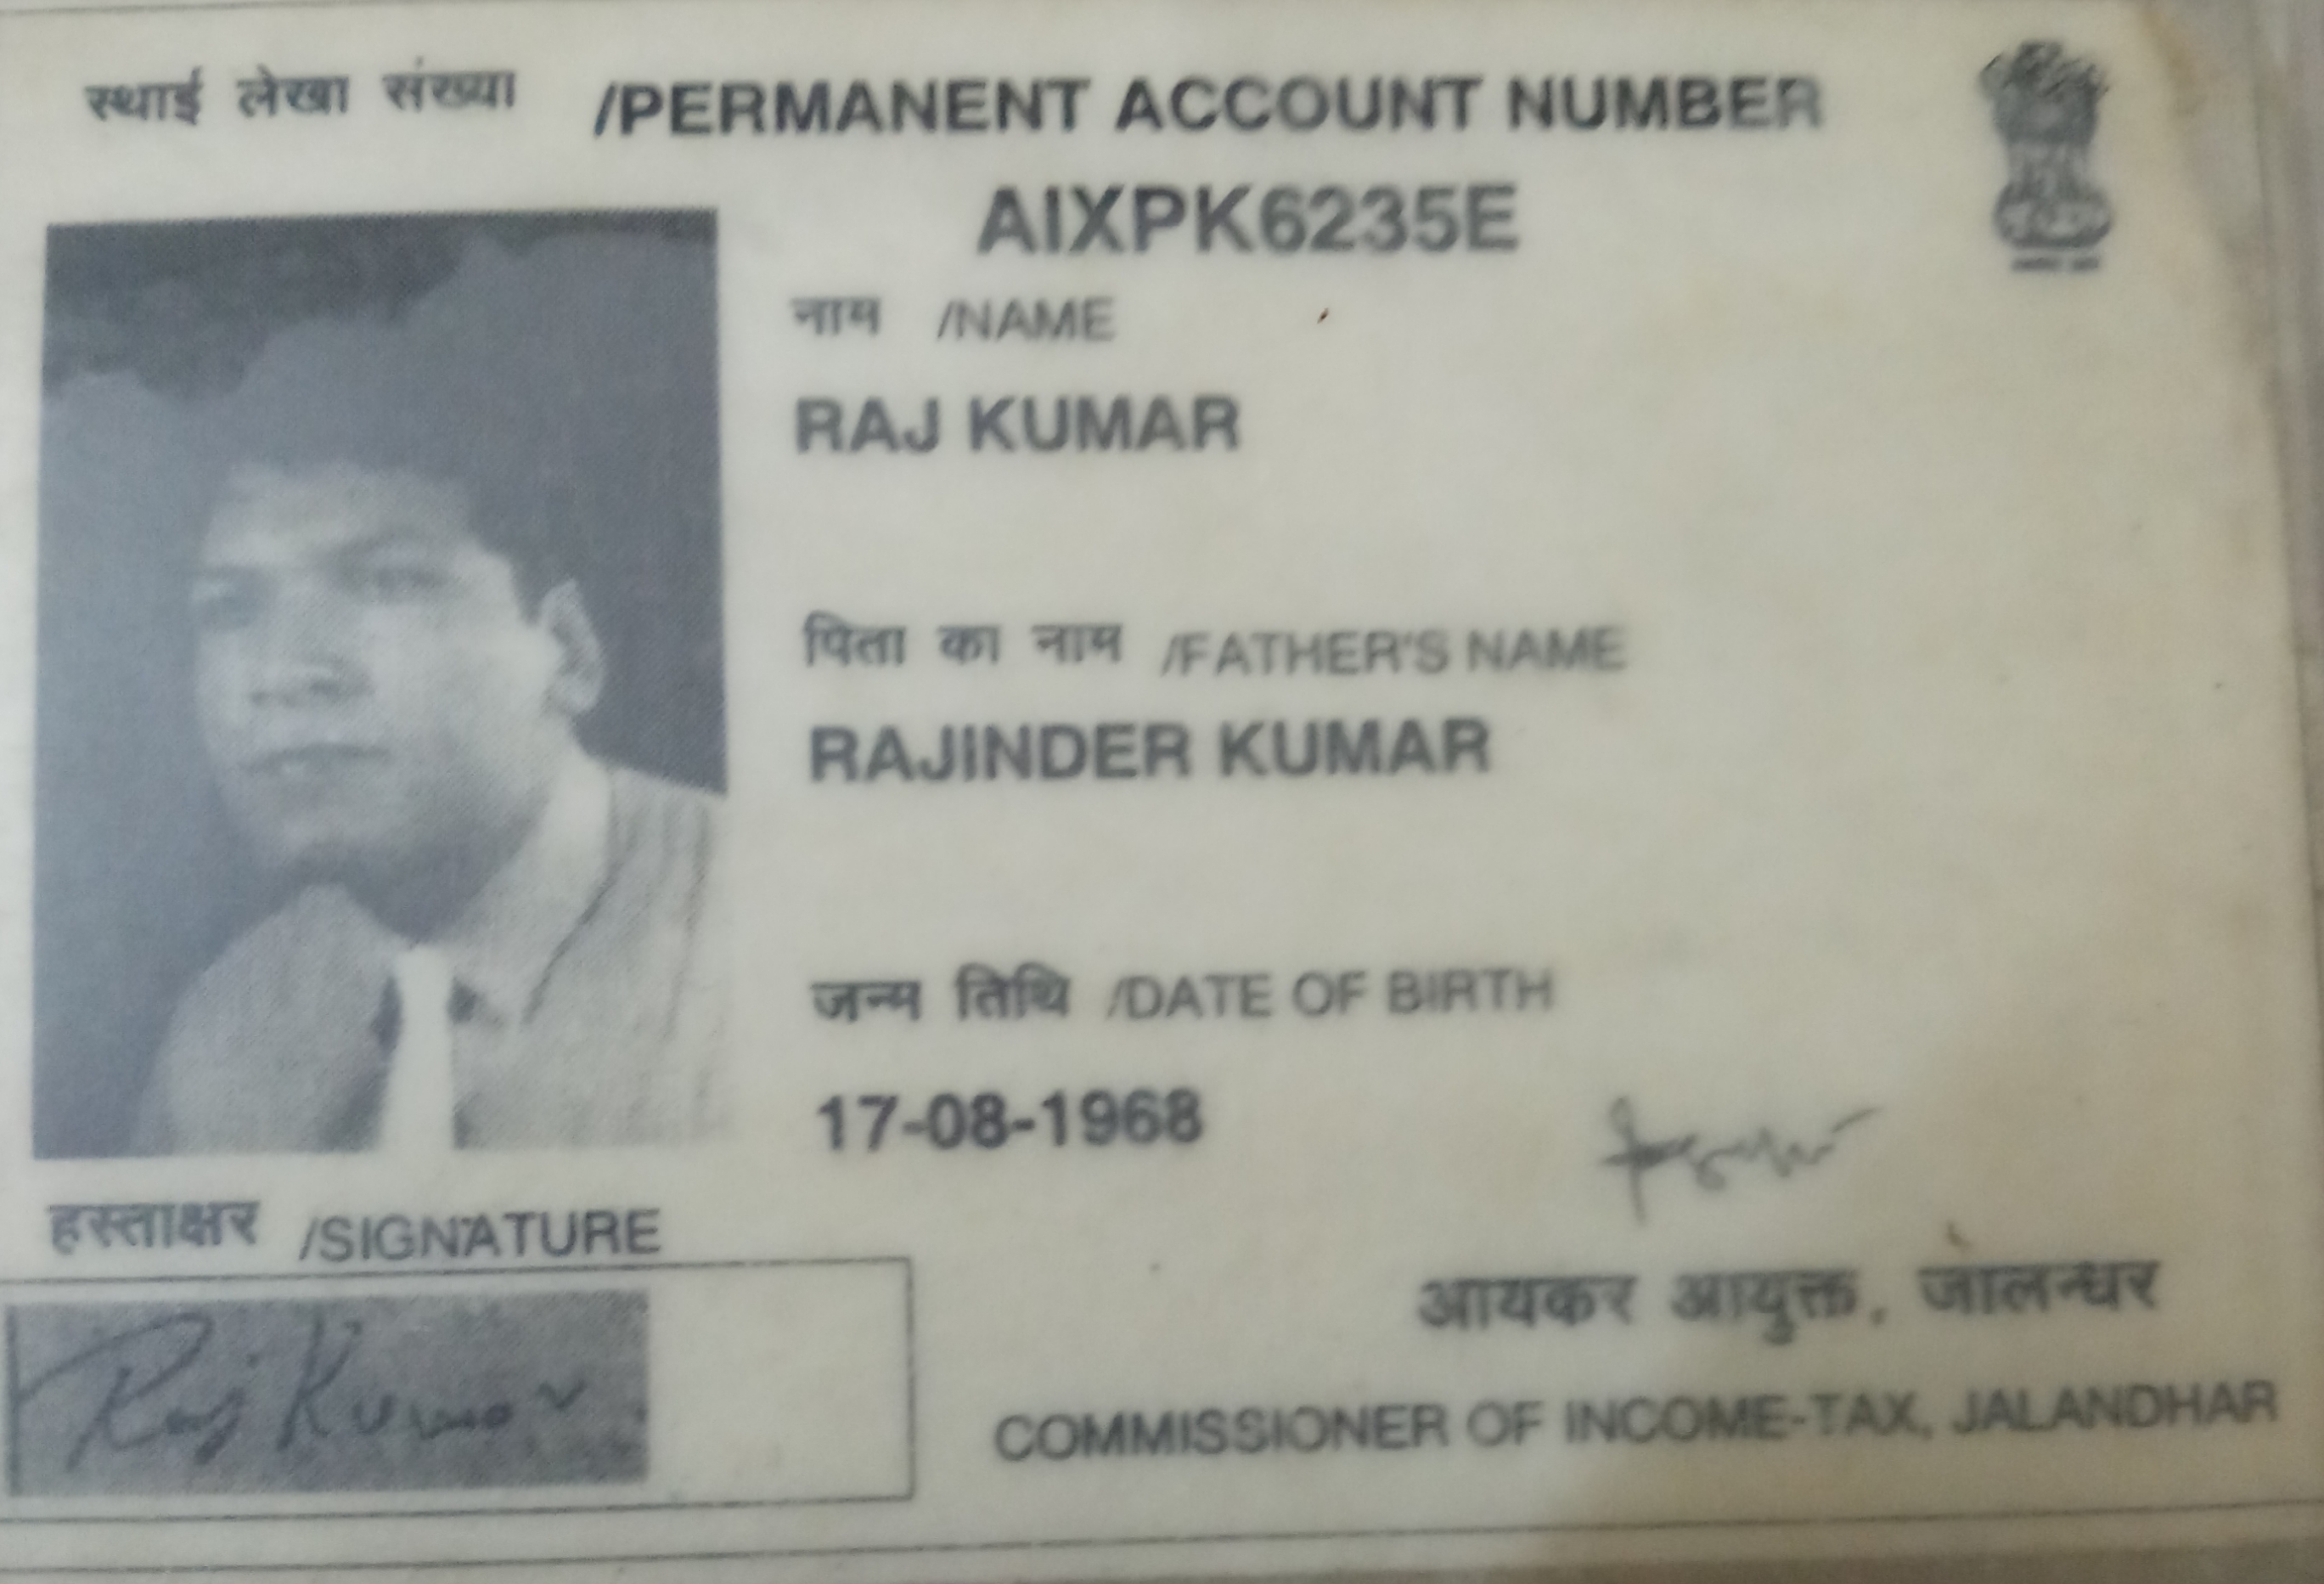 स्थाई लेखा संख्या /PERMANENT ACCOUNT NUMBER
AIXPK6235E
नाम /NAME
RAJ KUMAR
पिता का नाम /FATHER'S NAME
RAJINDER KUMAR
जन्म तिथि /DATE OF BIRTH
17-08-1968
हस्ताक्षर /SIGNATURE
Raj Kumar
आयकर आयुक्त, जालन्धर
COMMISSIONER OF INCOME-TAX, JALANDHAR